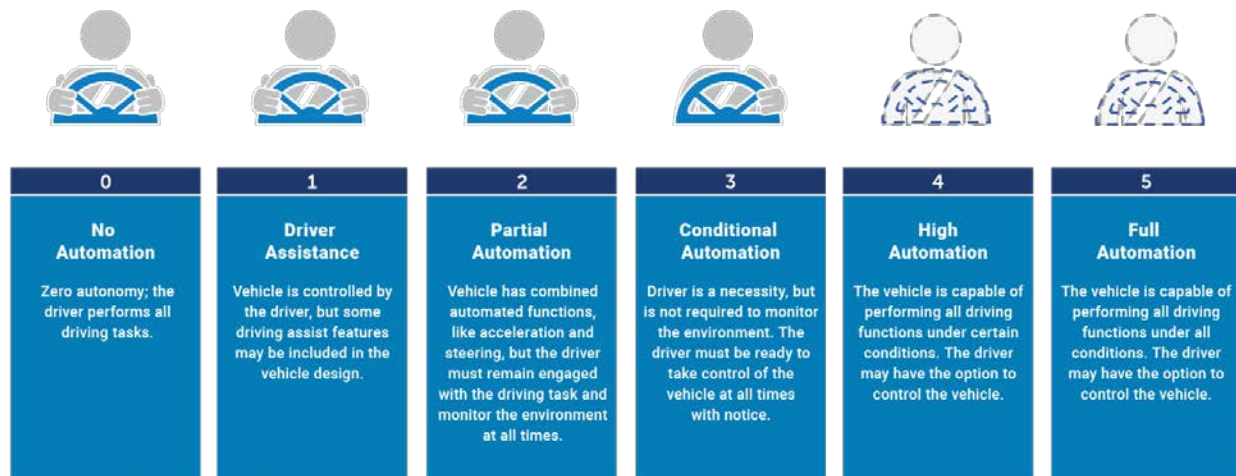 0
No
Automation
Zero autonomy; the
driver performs all
driving tasks.
1
Driver
Assistance
Vehicle is controlled by
the driver, but some
driving assist features
may be included in the
vehicle design.
2
Partial
Automation
Vehicle has combined
automated functions,
like acceleration and
steering, but the driver
must remain engaged
with the driving task and
monitor the environment
at all times.
3
Conditional
Automation
Driver is a necessity, but
is not required to monitor
the environment. The
driver must be ready to
take control of the
vehicle at all times
with notice.
4
High
Automation
The vehicle is capable of
performing all driving
functions under certain
conditions. The driver
may have the option to
control the vehicle.
5
Full
Automation
The vehicle is capable of
performing all driving
functions under all
conditions. The driver
may have the option to
control the vehicle.